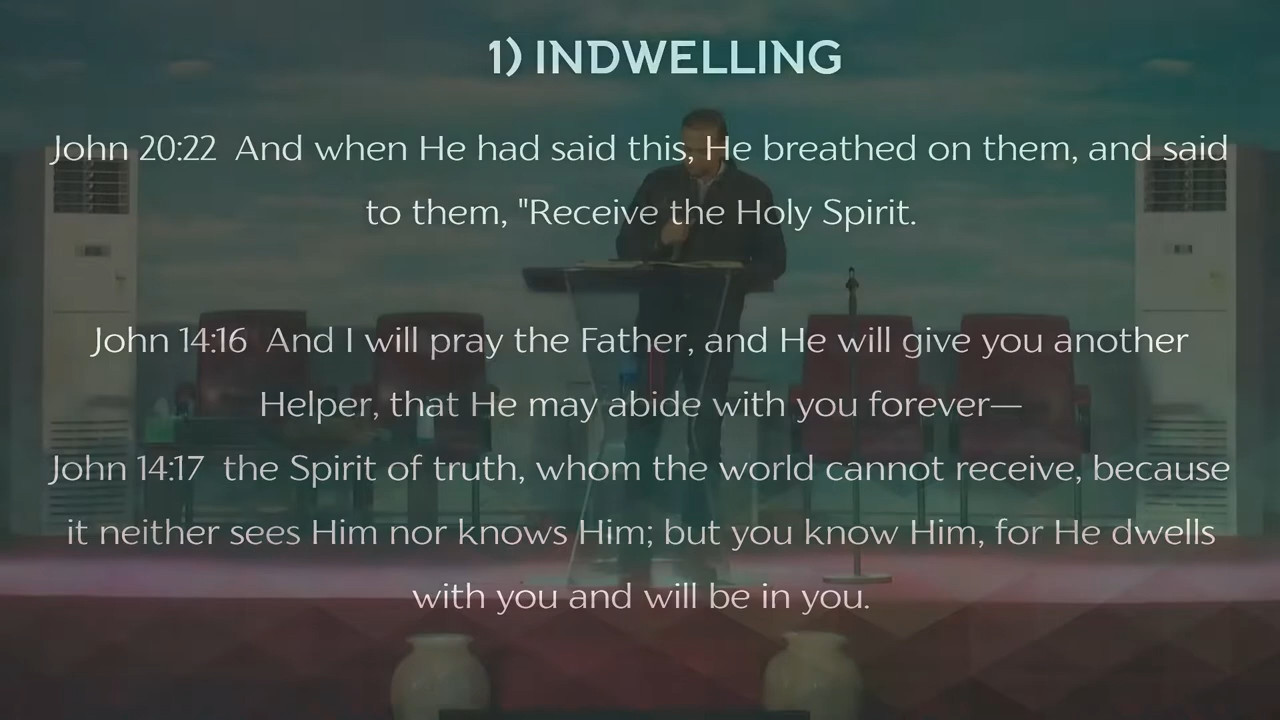 1) INDWELLING
John 20:22  And when He had said this, He breathed on them, and said
to them, "Receive the Holy Spirit.
John 14:16  And I will pray the Father, and He will give you another
Helper, that He may abide with you forever—
John 14:17  the Spirit of truth, whom the world cannot receive, because
it neither sees Him nor knows Him; but you know Him, for He dwells
with you and will be in you.